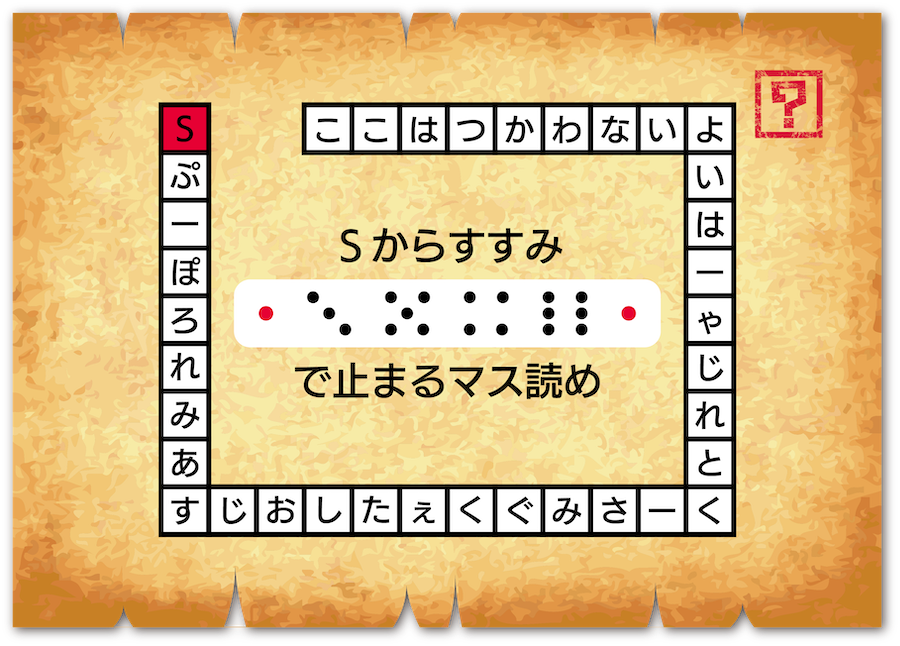 S
ここはつかわないよ
ぷーぽろれみあす
いはーゃじれとく
じおしたぇくぐみさー
Sからすすみ
で止まるマス読め
?